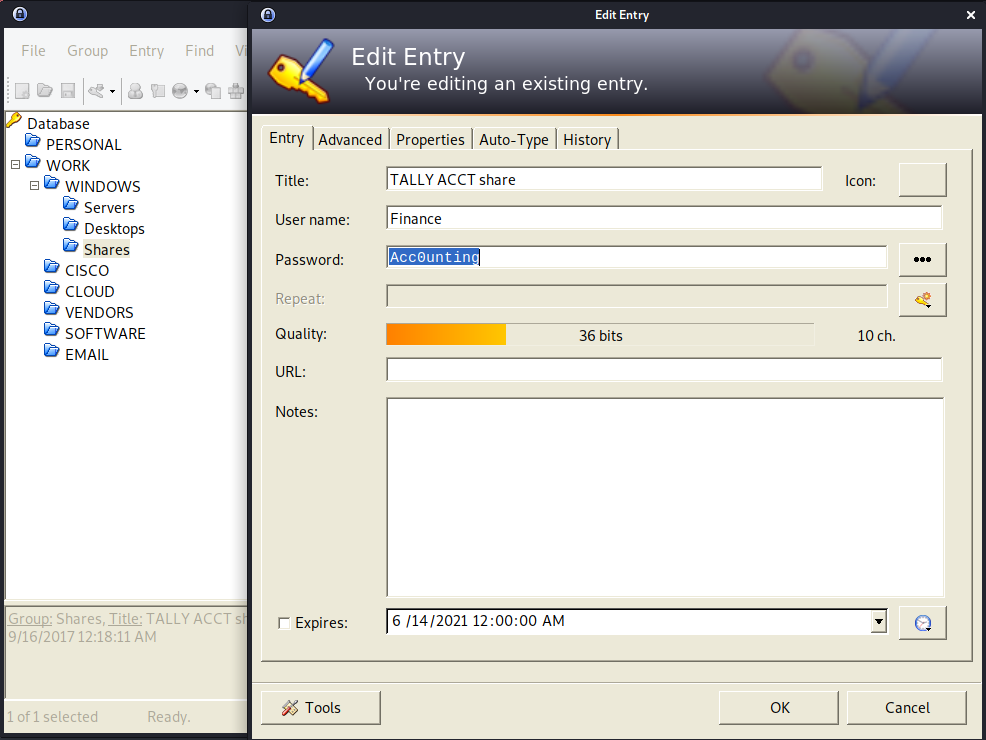 Edit Entry
File Group Entry Find
Edit Entry
You're editing an existing entry.
Database
PERSONAL
WORK
WINDOWS
Servers
Desktops
Shares
CISCO
CLOUD
VENDORS
SOFTWARE
EMAIL
Group: Shares, Title: TALLY ACCT
9/16/2017 12:18:11 AM
1 of 1 selected Ready.
Entry Advanced Properties Auto-Type History
Title: TALLY ACCT share Icon:
User name: Finance
Password: Acc0unting
Repeat:
Quality: 36 bits 10 ch.
URL:
Notes:
Expires: 6 /14/2021 12:00:00 AM
Tools OK Cancel